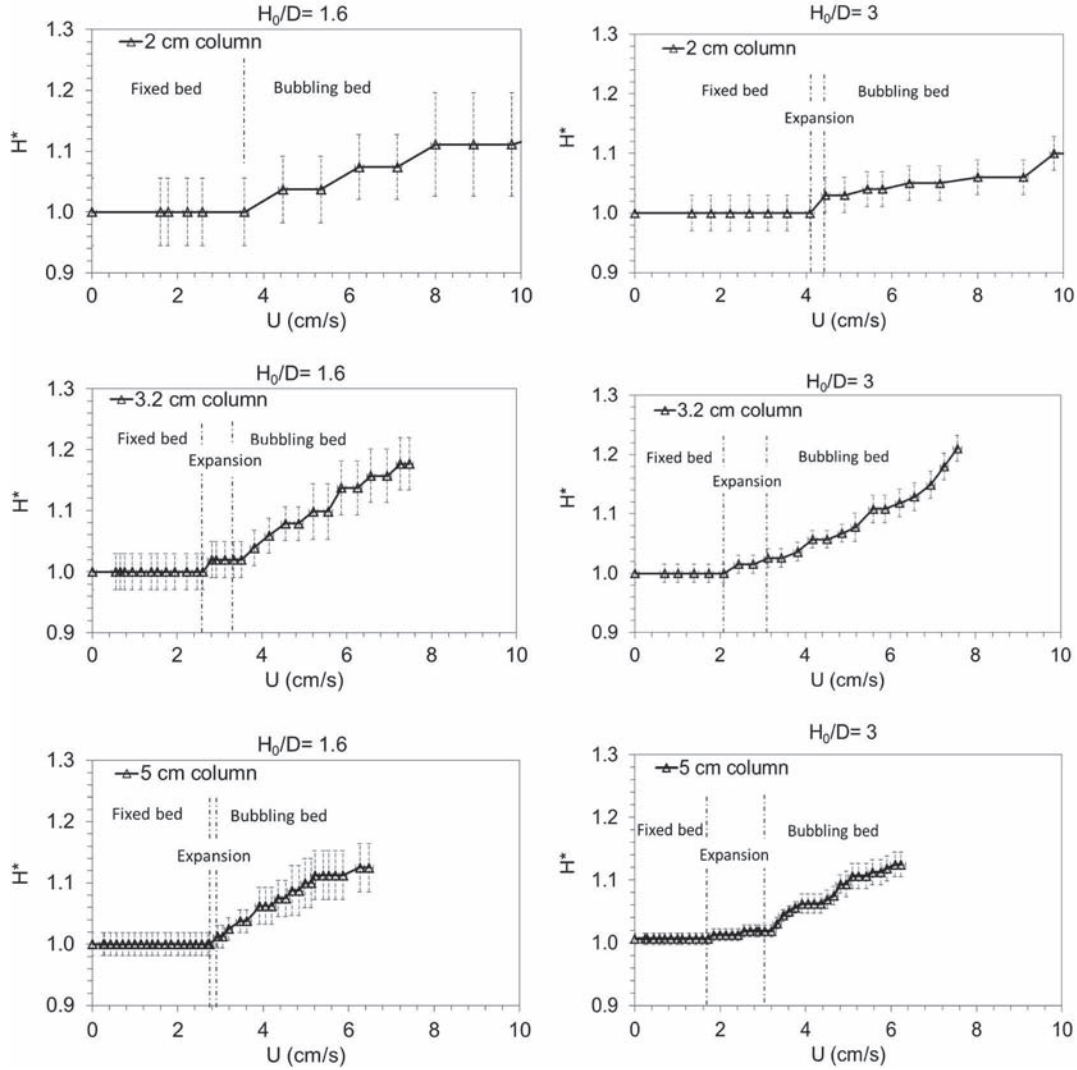 H₀/D= 1.6
2 cm column
Fixed bed
Bubbling bed
H*
1.3
1.2
1.1
1.0
0.9
0 2 4 6 8 10
U (cm/s)
H₀/D= 3
2 cm column
Fixed bed
Bubbling bed
Expansion
H*
1.3
1.2
1.1
1.0
0.9
0 2 4 6 8 10
U (cm/s)
H₀/D= 1.6
3.2 cm column
Fixed bed
Bubbling bed
Expansion
H*
1.3
1.2
1.1
1.0
0.9
0 2 4 6 8 10
U (cm/s)
H₀/D= 3
3.2 cm column
Fixed bed
Bubbling bed
Expansion
H*
1.3
1.2
1.1
1.0
0.9
0 2 4 6 8 10
U (cm/s)
H₀/D= 1.6
5 cm column
Fixed bed
Bubbling bed
Expansion
H*
1.3
1.2
1.1
1.0
0.9
0 2 4 6 8 10
U (cm/s)
H₀/D= 3
5 cm column
Fixed bed
Bubbling bed
Expansion
H*
1.3
1.2
1.1
1.0
0.9
0 2 4 6 8 10
U (cm/s)